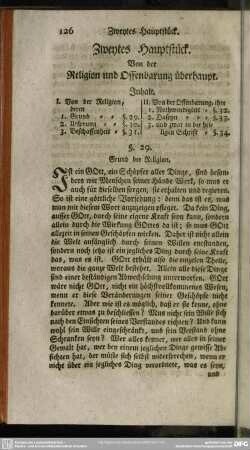 126 Zweytes Hauptstück.
Zweytes Hauptstück.
Von der
Religion und Offenbarung überhaupt.
Inhalt.
I. Von der Religion, deren
1. Grund §. 29.
2. Ursprung §. 30.
3. Beschaffenheit §. 31.
II. Von der Offenbarung, ihre
1. Nothwendigkeit §. 32.
2. Daseyn §. 33.
3. und zwar in der heiligen Schrift §. 34.
§. 29.
Grund der Religion.
Ist ein GOtt, ein Schöpfer aller Dinge, sind besonders wir Menschen seiner Hände Werk, so muß er
auch für dieselben sorgen, sie erhalten und regieren.
So ist eine göttliche Vorsehung: denn das ist es, was
man mit diesem Wort anzuzeigen pfleget. Da kein Ding,
ausser GOtt, durch seine eigene Kraft seyn kann, sondern
allein durch die Wirkung GOttes da ist; so muß GOtt
allezeit in seinen Geschöpfen wirken. Daher ist nicht allein
die Welt anfänglich durch seinen Willen entstanden,
sondern noch jetzo ist ein jegliches Ding durch seine Kraft
das, was es ist. GOtt erhält also die einzelen Theile,
woraus die ganze Welt bestehet. Allein alle diese Dinge
sind einer beständigen Abwechselung unterworfen. GOtt
wäre nicht GOtt, nicht ein höchstvollkommenes Wesen,
wenn er diese Veränderungen seiner Geschöpfe nicht
kennete. Aber wie ist es möglich, daß er sie kenne, ohne
darüber etwas zu beschliessen? Muß nicht sein Wille sich
nach den Einsichten seines Verstandes richten? Und kann
wohl sein Wille eingeschränkt, und sein Verstand ohne
Schranken seyn? Wer alles kennet, wer alles in seiner
Gewalt hat, wer bey einem jeglichen Dinge gewisse Absichten hat, der müste sich selbst widersprechen, wenn er
nicht über ein jegliches Ding verordnete, was es seyn,
und